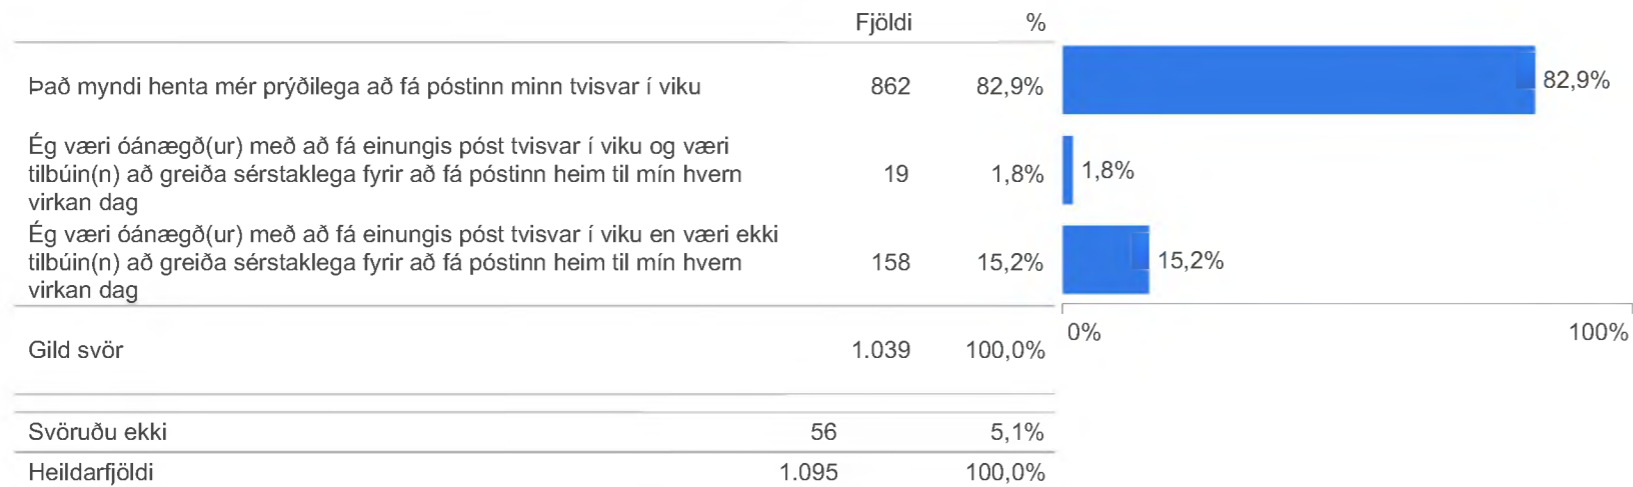 Fjöldi %
Það myndi henta mér prýðilega að fá póstinn minn tvisvar í viku 862 82,9% 82,9%
Ég væri óánægð(ur) með að fá einungis póst tvisvar í viku og væri
tilbúin(n) að greiða sérstaklega fyrir að fá póstinn heim til mín hvern 19 1,8% 1,8%
virkan dag
Ég væri óánægð(ur) með að fá einungis póst tvisvar í viku en væri ekki
tilbúin(n) að greiða sérstaklega fyrir að fá póstinn heim til mín hvern 158 15,2% 15,2%
virkan dag
0% 100%
Gild svör 1.039 100,0%
Svöruðu ekki 56 5,1%
Heildarfjöldi 1.095 100,0%